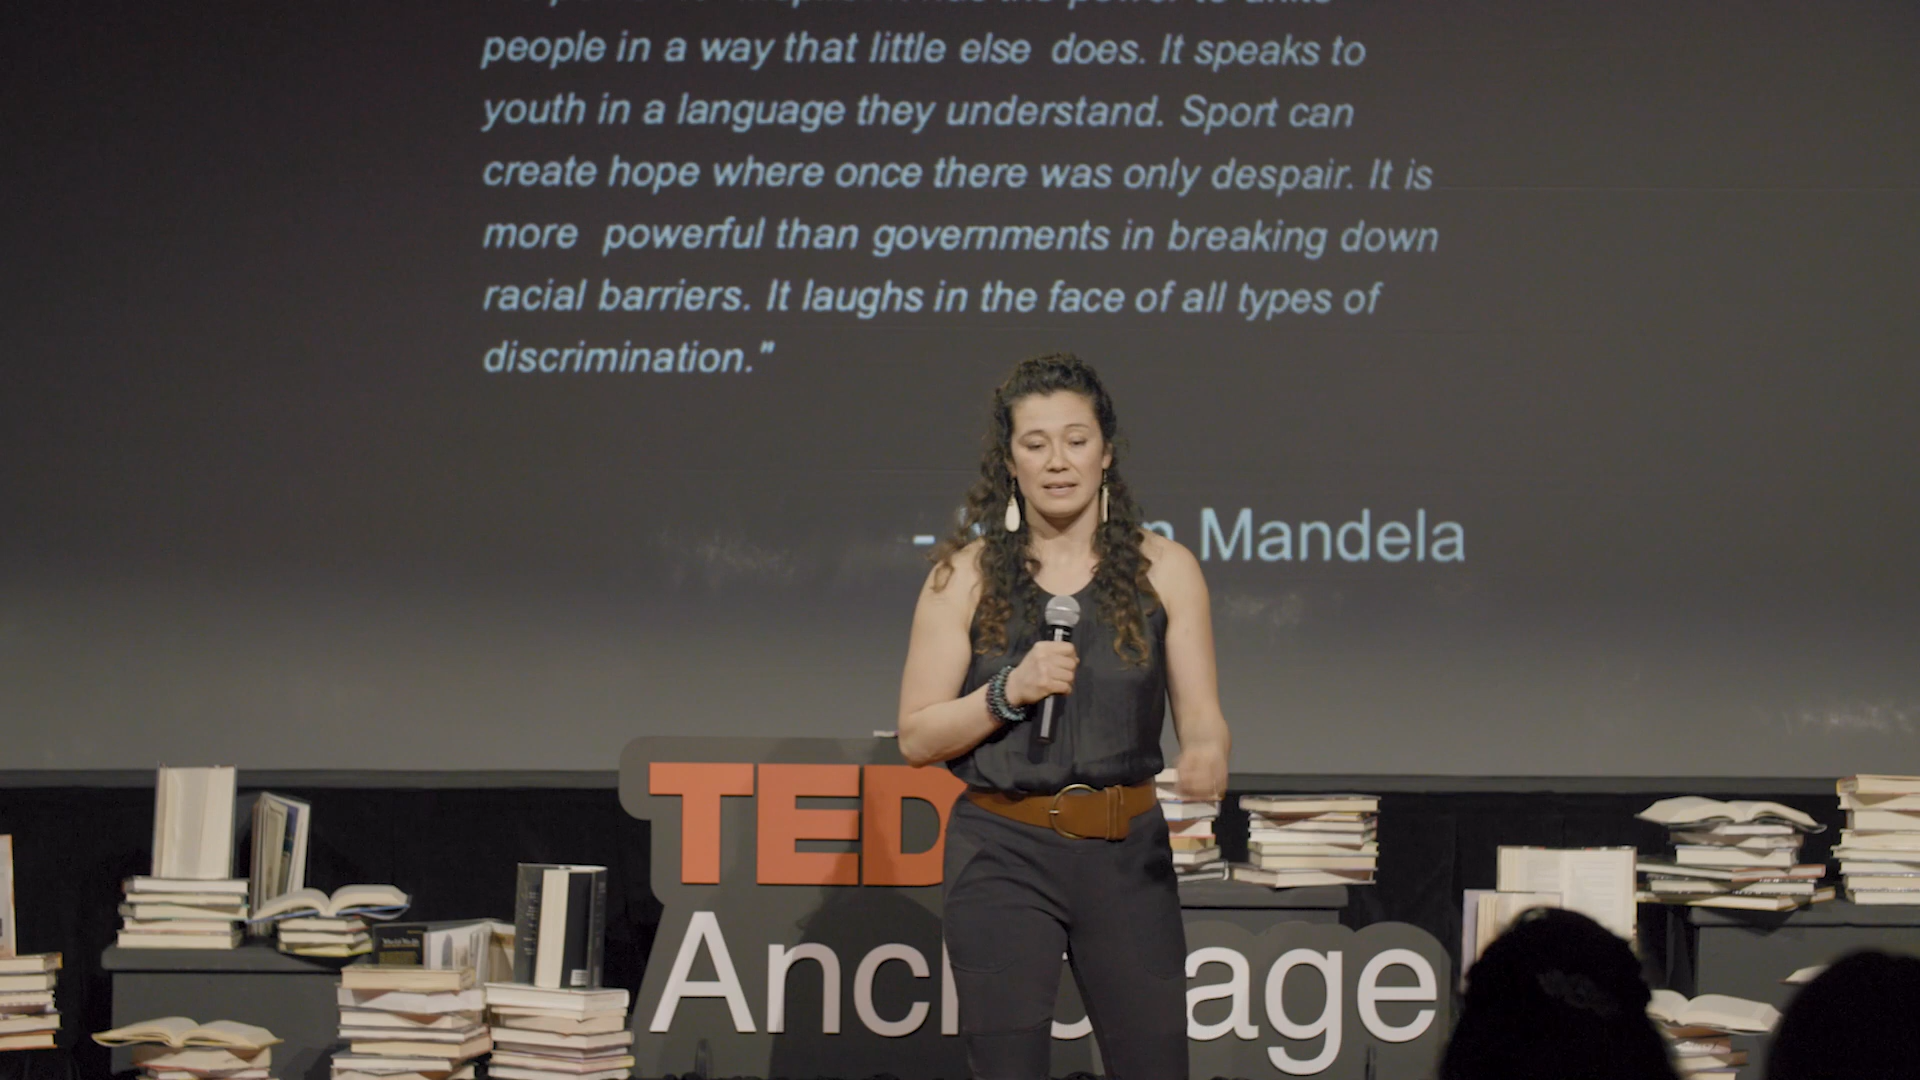 people in a way that little else does. It speaks to
youth in a language they understand. Sport can
create hope where once there was only despair. It is
more powerful than governments in breaking down
racial barriers. It laughs in the face of all types of
discrimination."
- n Mandela
TED
Anc age